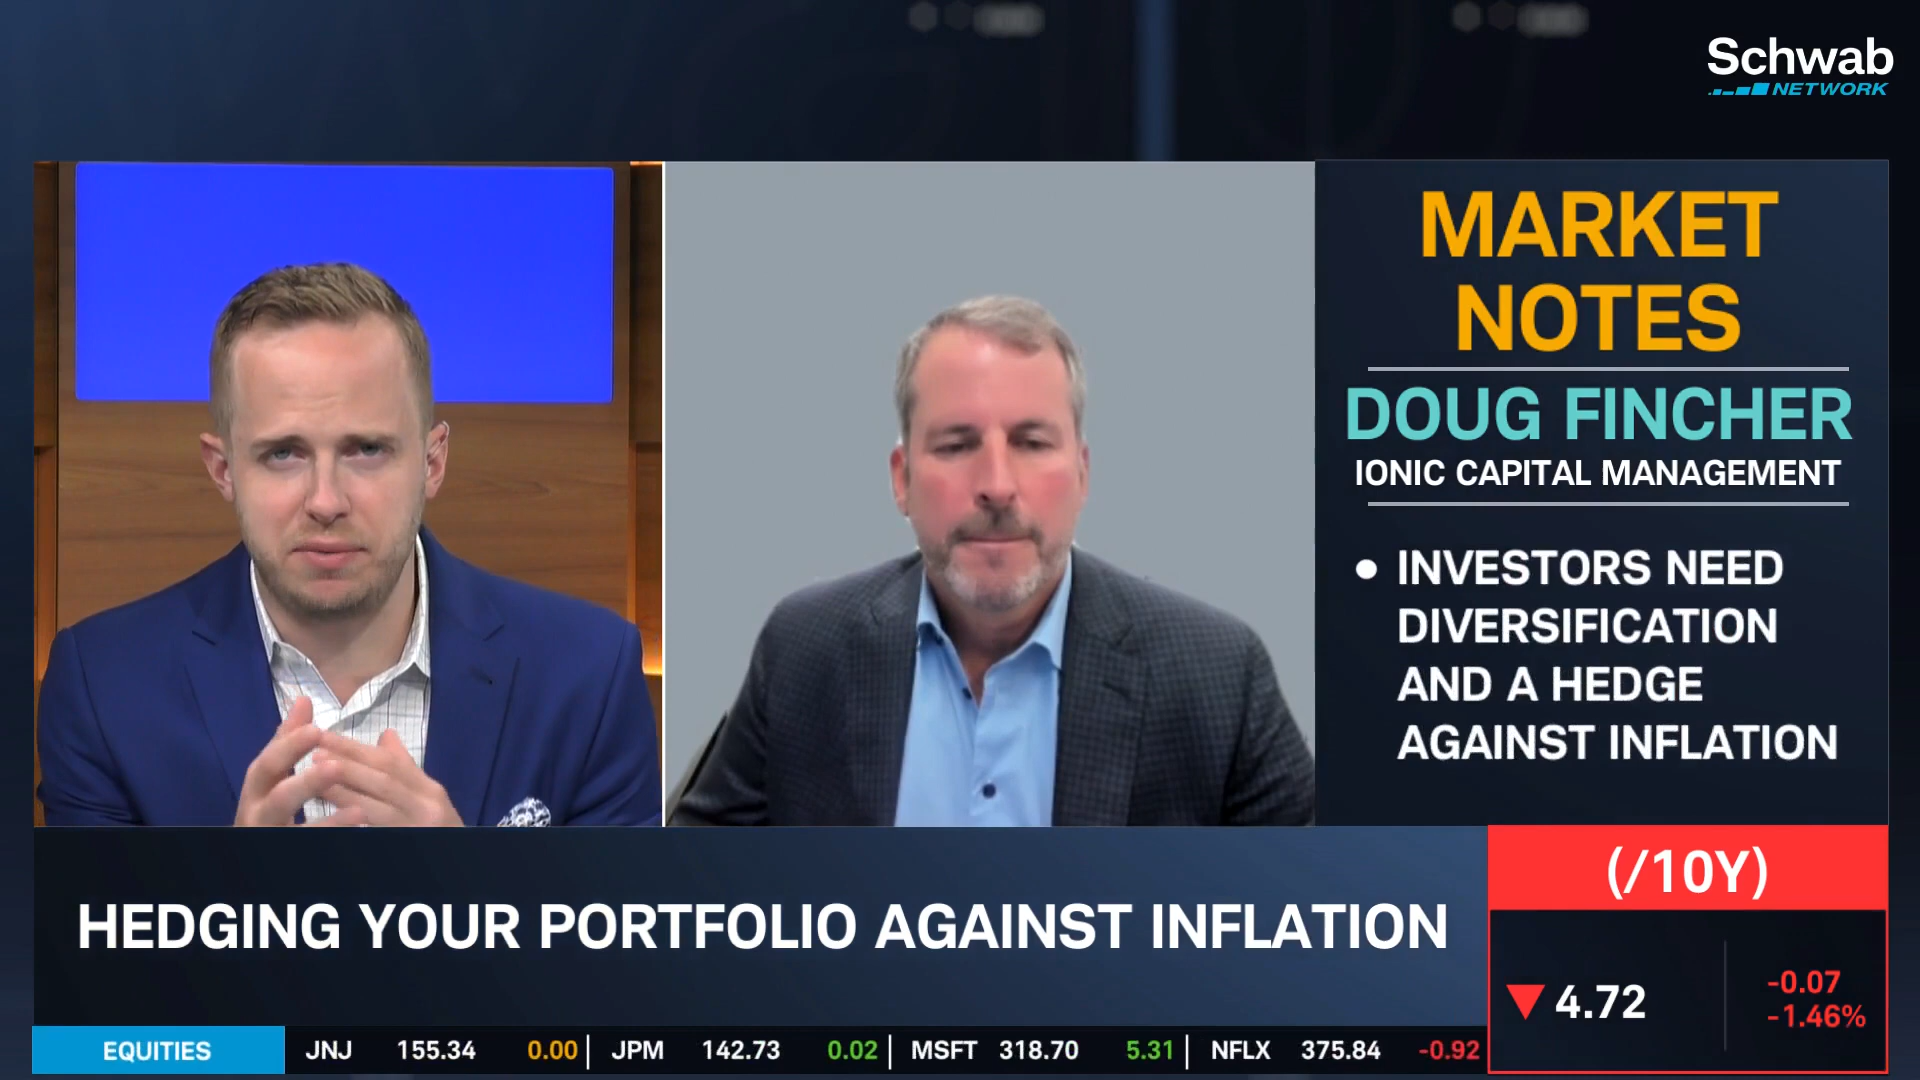 Schwab
NETWORK
MARKET
NOTES
DOUG FINCHER
IONIC CAPITAL MANAGEMENT
• INVESTORS NEED
DIVERSIFICATION
AND A HEDGE
AGAINST INFLATION
HEDGING YOUR PORTFOLIO AGAINST INFLATION
(/10Y)
▼ 4.72
-0.07
-1.46%
EQUITIES JNJ 155.34 0.00 | JPM 142.73 0.02 | MSFT 318.70 5.31 | NFLX 375.84 -0.92